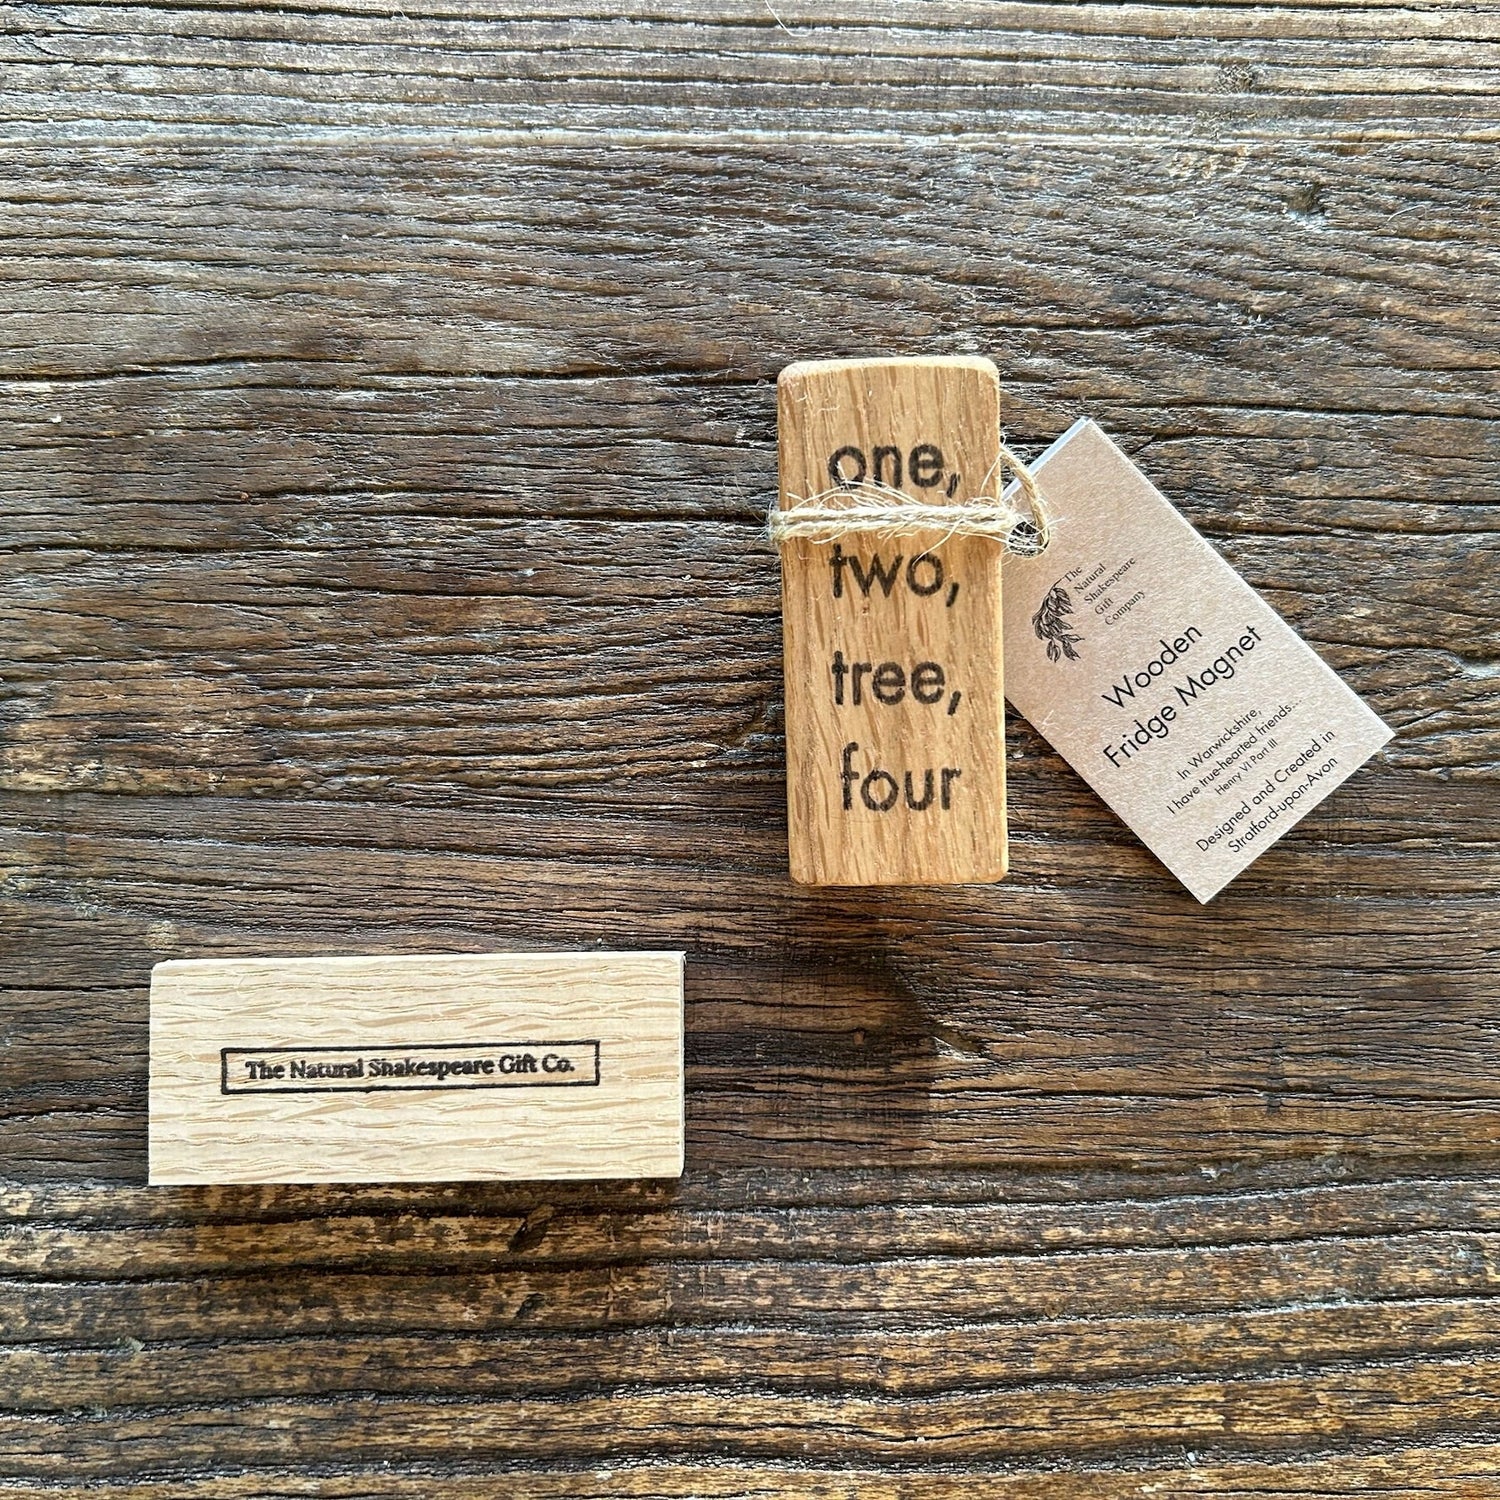 one,
two,
tree,
four
The
Natural
Shakespeare
Gift
Company
Wooden
Fridge Magnet
In Warwickshire,
I have true-hearted friends...
Henry VI Part III
Designed and Created in
Stratford-upon-Avon
The Natural Shakespeare Gift Co.